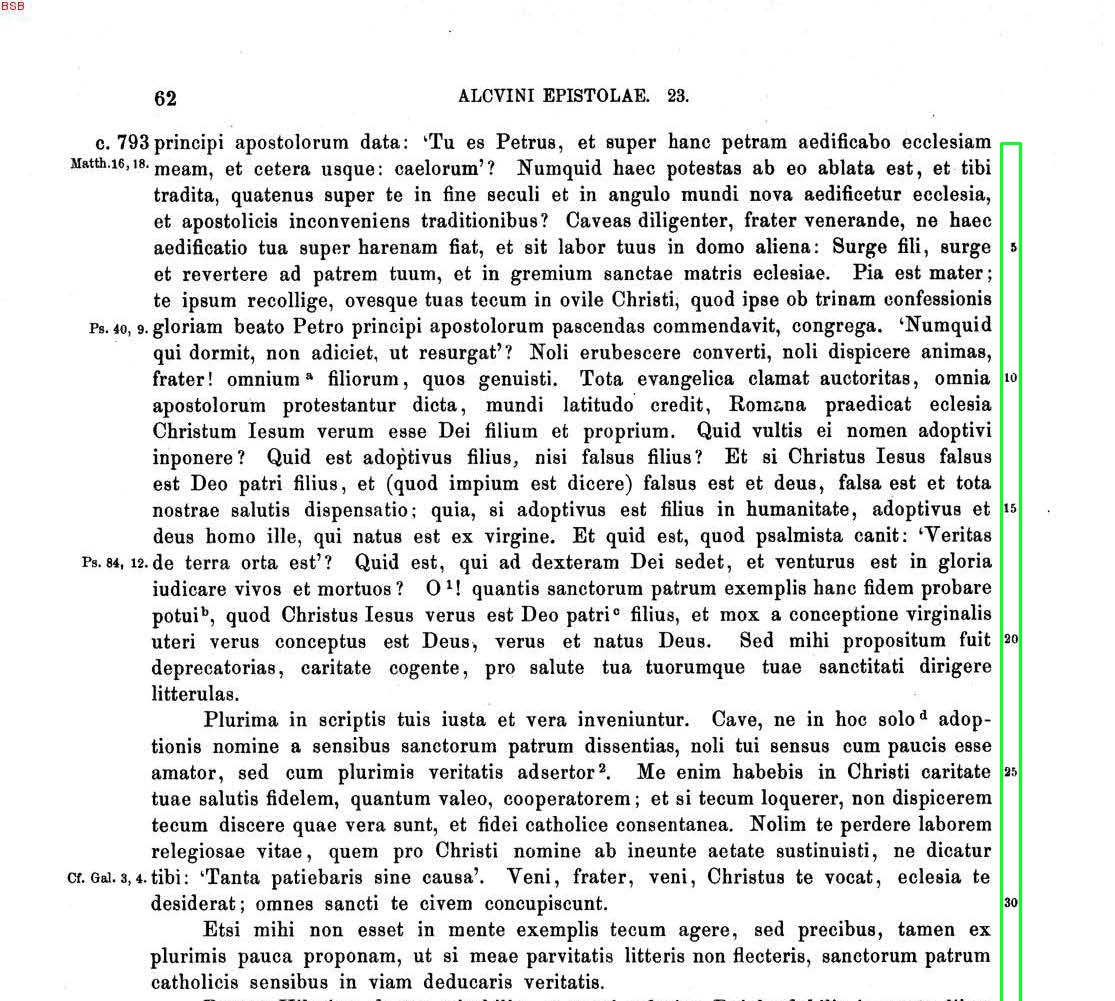 BSB
62 ALCVINI EPISTOLAE. 23.
c. 793 principi apostolorum data: ‘Tu es Petrus, et super hanc petram aedificabo ecclesiam
Matth. 16, 18. meam, et cetera usque: caelorum’? Numquid haec potestas ab eo ablata est, et tibi
tradita, quatenus super te in fine seculi et in angulo mundi nova aedificetur ecclesia,
et apostolicis inconveniens traditionibus? Caveas diligenter, frater venerande, ne haec
aedificatio tua super harenam fiat, et sit labor tuus in domo aliena: Surge fili, surge 5
et revertere ad patrem tuum, et in gremium sanctae matris eclesiae. Pia est mater;
te ipsum recollige, ovesque tuas tecum in ovile Christi, quod ipse ob trinam confessionis
Ps. 40, 9. gloriam beato Petro principi apostolorum pascendas commendavit, congrega. ‘Numquid
qui dormit, non adiciet, ut resurgat’? Noli erubescere converti, noli dispicere animas,
frater! omnium ᵃ filiorum, quos genuisti. Tota evangelica clamat auctoritas, omnia 10
apostolorum protestantur dicta, mundi latitudo credit, Romana praedicat eclesia
Christum Iesum verum esse Dei filium et proprium. Quid vultis ei nomen adoptivi
inponere? Quid est adoptivus filius, nisi falsus filius? Et si Christus Iesus falsus
est Deo patri filius, et (quod impium est dicere) falsus est et deus, falsa est et tota
nostrae salutis dispensatio; quia, si adoptivus est filius in humanitate, adoptivus et 15
deus homo ille, qui natus est ex virgine. Et quid est, quod psalmista canit: ‘Veritas
Ps. 84, 12. de terra orta est’? Quid est, qui ad dexteram Dei sedet, et venturus est in gloria
iudicare vivos et mortuos? O ¹! quantis sanctorum patrum exemplis hanc fidem probare
potui ᵇ, quod Christus Iesus verus est Deo patri ᶜ filius, et mox a conceptione virginalis
uteri verus conceptus est Deus, verus et natus Deus. Sed mihi propositum fuit 20
deprecatorias, caritate cogente, pro salute tua tuorumque tuae sanctitati dirigere
litterulas.
Plurima in scriptis tuis iusta et vera inveniuntur. Cave, ne in hoc solo ᵈ adop-
tionis nomine a sensibus sanctorum patrum dissentias, noli tui sensus cum paucis esse
amator, sed cum plurimis veritatis adsertor ². Me enim habebis in Christi caritate 25
tuae salutis fidelem, quantum valeo, cooperatorem; et si tecum loquerer, non dispicerem
tecum discere quae vera sunt, et fidei catholice consentanea. Nolim te perdere laborem
relegiosae vitae, quem pro Christi nomine ab ineunte aetate sustinuisti, ne dicatur
Cf. Gal. 3, 4. tibi: ‘Tanta patiebaris sine causa’. Veni, frater, veni, Christus te vocat, eclesia te
desiderat; omnes sancti te civem concupiscunt. 30
Etsi mihi non esset in mente exemplis tecum agere, sed precibus, tamen ex
plurimis pauca proponam, ut si meae parvitatis litteris non flecteris, sanctorum patrum
catholicis sensibus in viam deducaris veritatis.